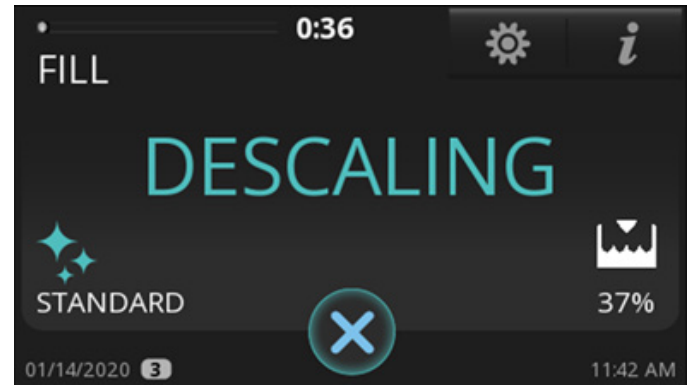 0:36
i
FILL
DESCALING
STANDARD
37%
01/14/2020 3
11:42 AM